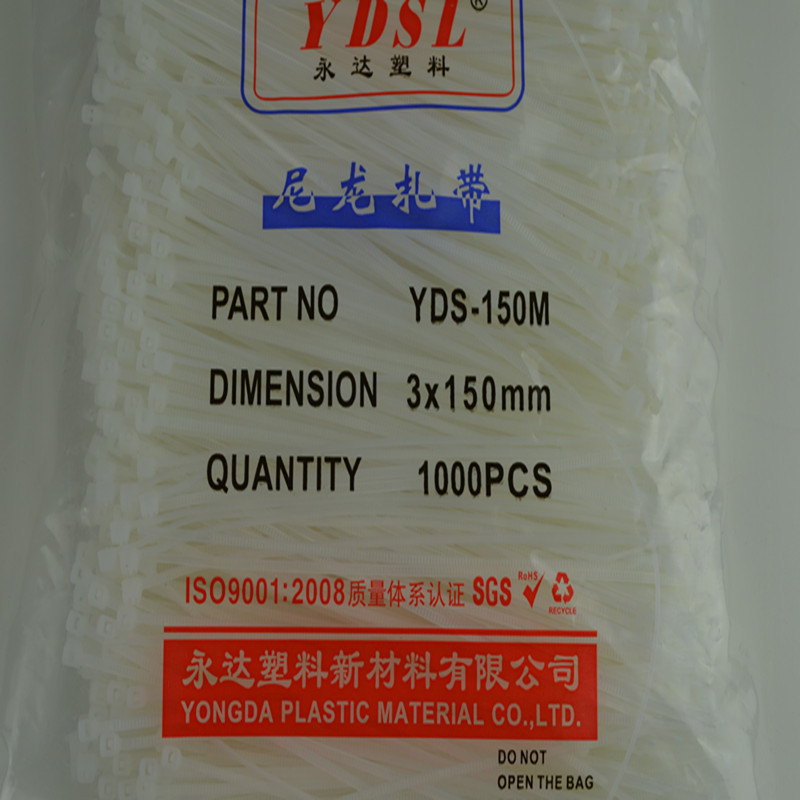 YDSL®
永达塑料
尼龙扎带
PART NO YDS-150M
DIMENSION 3x150mm
QUANTITY 1000PCS
ISO9001:2008质量体系认证 SGS RoHS RECYCLE
永达塑料新材料有限公司
YONGDA PLASTIC MATERIAL CO.,LTD.
DO NOT
OPEN THE BAG